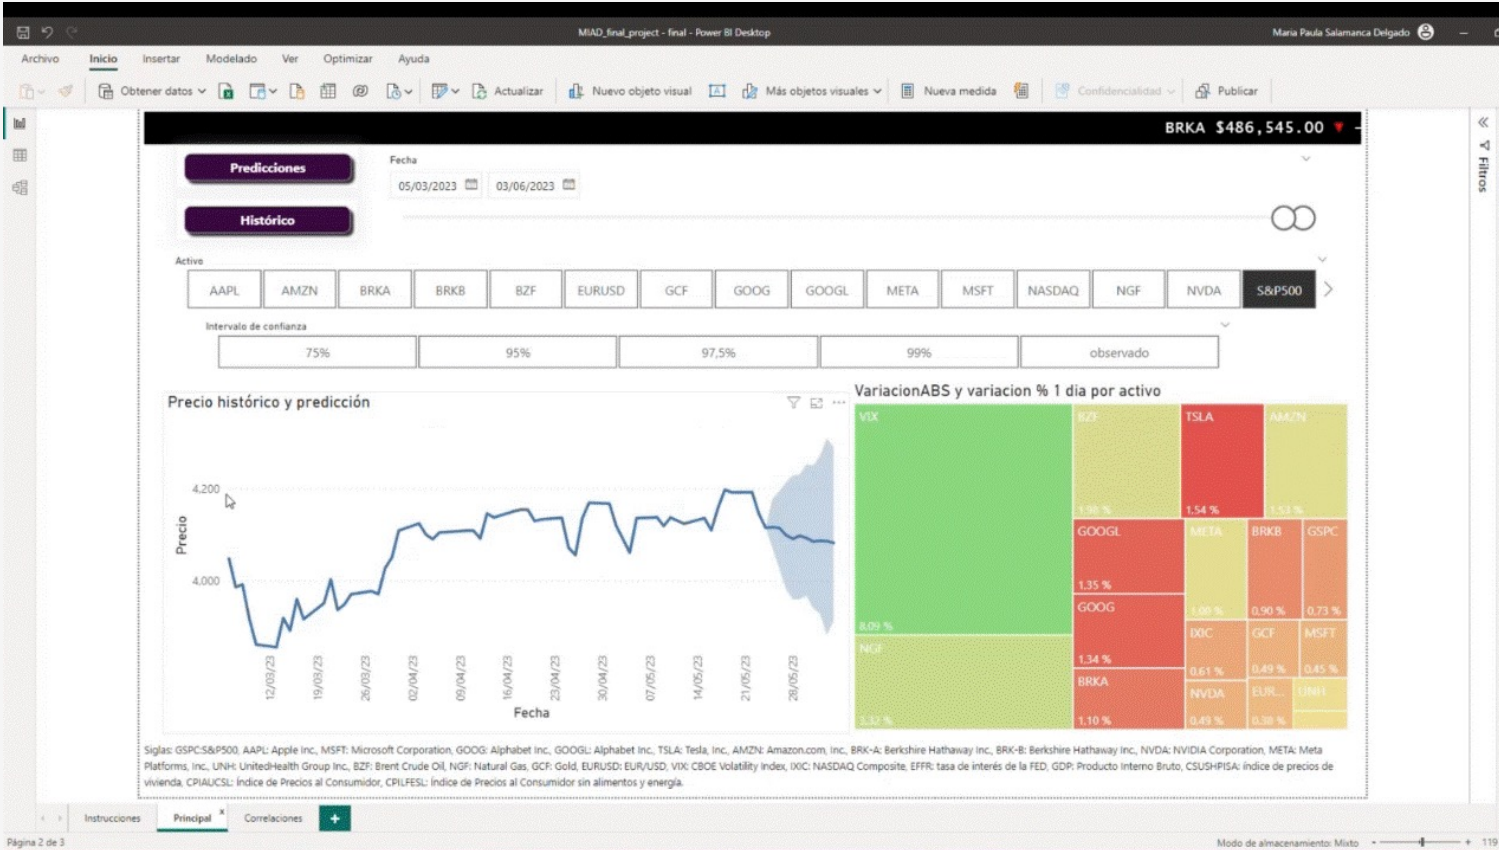 MIAD_final_project - final - Power BI Desktop
Maria Paula Salamanca Delgado
Archivo Inicio Insertar Modelado Ver Optimizar Ayuda
Obtener datos Actualizar Nuevo objeto visual Más objetos visuales Nueva medida Confidencialidad Publicar
BRKA $486,545.00
Filtros
Predicciones
Histórico
Fecha
05/03/2023 03/06/2023
Activo
AAPL AMZN BRKA BRKB BZF EURUSD GCF GOOG GOOGL META MSFT NASDAQ NGF NVDA S&P500
Intervalo de confianza
75% 95% 97,5% 99% observado
Precio histórico y predicción
Precio
4,200
4,000
12/03/23 19/03/23 26/03/23 02/04/23 09/04/23 16/04/23 23/04/23 30/04/23 07/05/23 14/05/23 21/05/23 28/05/23
Fecha
VariacionABS y variacion % 1 dia por activo
VIX
8,09 %
NGF
3,32 %
BZF
1,98 %
TSLA
1,54 %
AMZN
1,53 %
GOOGL
1,35 %
GOOG
1,34 %
BRKA
1,10 %
META
1,00 %
BRKB
0,90 %
GSPC
0,73 %
IXIC
0,61 %
GCF
0,49 %
MSFT
0,45 %
NVDA
0,49 %
EUR...
0,38 %
UNH
Siglas: GSPC:S&P500, AAPL: Apple Inc., MSFT: Microsoft Corporation, GOOG: Alphabet Inc., GOOGL: Alphabet Inc., TSLA: Tesla, Inc., AMZN: Amazon.com, Inc., BRK-A: Berkshire Hathaway Inc., BRK-B: Berkshire Hathaway Inc., NVDA: NVIDIA Corporation, META: Meta
Platforms, Inc., UNH: UnitedHealth Group Inc., BZF: Brent Crude Oil, NGF: Natural Gas, GCF: Gold, EURUSD: EUR/USD, VIX: CBOE Volatility Index, IXIC: NASDAQ Composite, EFFR: tasa de interés de la FED, GDP: Producto Interno Bruto, CSUSHPISA: índice de precios de
vivienda, CPIAUCSL: Índice de Precios al Consumidor, CPILFESL: Índice de Precios al Consumidor sin alimentos y energía.
Instrucciones Principal Correlaciones
Página 2 de 3
Modo de almacenamiento: Mixto
119